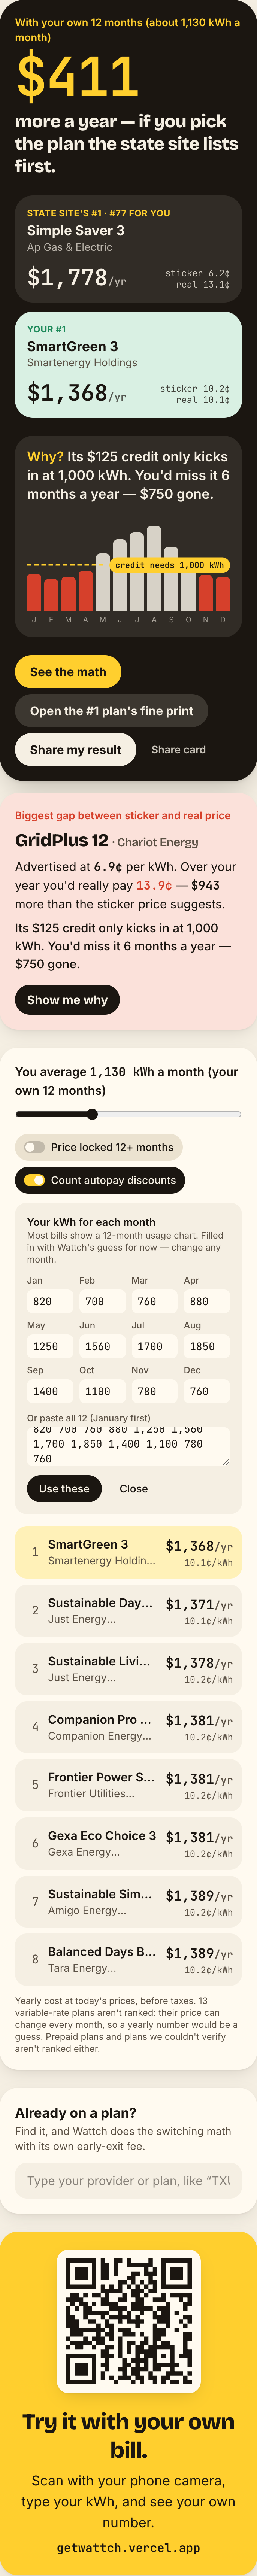 With your own 12 months (about 1,130 kWh a
month)
$411
more a year — if you pick
the plan the state site lists
first.
STATE SITE'S #1 · #77 FOR YOU
Simple Saver 3
Ap Gas & Electric
$1,778/yr
sticker 6.2¢
real 13.1¢
YOUR #1
SmartGreen 3
Smartenergy Holdings
$1,368/yr
sticker 10.2¢
real 10.1¢
Why? Its $125 credit only kicks
in at 1,000 kWh. You'd miss it 6
months a year — $750 gone.
credit needs 1,000 kWh
J F M A M J J A S O N D
See the math
Open the #1 plan's fine print
Share my result
Share card
Biggest gap between sticker and real price
GridPlus 12 · Chariot Energy
Advertised at 6.9¢ per kWh. Over your
year you'd really pay 13.9¢ — $943
more than the sticker price suggests.
Its $125 credit only kicks in at 1,000
kWh. You'd miss it 6 months a year —
$750 gone.
Show me why
You average 1,130 kWh a month (your
own 12 months)
Price locked 12+ months
Count autopay discounts
Your kWh for each month
Most bills show a 12-month usage chart. Filled
in with Wattch's guess for now — change any
month.
Jan Feb Mar Apr
820 700 760 880
May Jun Jul Aug
1250 1560 1700 1850
Sep Oct Nov Dec
1400 1100 780 760
Or paste all 12 (January first)
820 700 760 880 1,250 1,560
1,700 1,850 1,400 1,100 780
760
Use these
Close
1 SmartGreen 3 $1,368/yr
Smartenergy Holdin... 10.1¢/kWh
2 Sustainable Day... $1,371/yr
Just Energy... 10.1¢/kWh
3 Sustainable Livi... $1,378/yr
Just Energy... 10.2¢/kWh
4 Companion Pro ... $1,381/yr
Companion Energy... 10.2¢/kWh
5 Frontier Power S... $1,381/yr
Frontier Utilities... 10.2¢/kWh
6 Gexa Eco Choice 3 $1,381/yr
Gexa Energy... 10.2¢/kWh
7 Sustainable Sim... $1,389/yr
Amigo Energy... 10.2¢/kWh
8 Balanced Days B... $1,389/yr
Tara Energy... 10.2¢/kWh
Yearly cost at today's prices, before taxes. 13
variable-rate plans aren't ranked: their price can
change every month, so a yearly number would be a
guess. Prepaid plans and plans we couldn't verify
aren't ranked either.
Already on a plan?
Find it, and Wattch does the switching math
with its own early-exit fee.
Type your provider or plan, like “TXU
Try it with your own
bill.
Scan with your phone camera,
type your kWh, and see your own
number.
getwattch.vercel.app